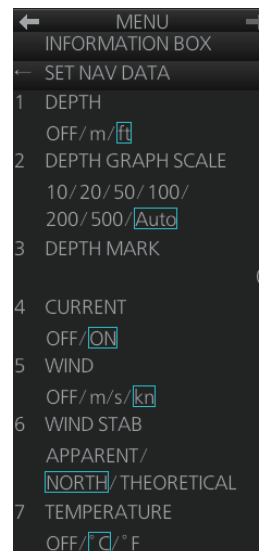 ← MENU →
INFORMATION BOX
← SET NAV DATA
1 DEPTH
OFF/m/ft
2 DEPTH GRAPH SCALE
10/20/50/100/
200/500/Auto
3 DEPTH MARK
4 CURRENT
OFF/ON
5 WIND
OFF/m/s/kn
6 WIND STAB
APPARENT/
NORTH/THEORETICAL
7 TEMPERATURE
OFF/°C/°F